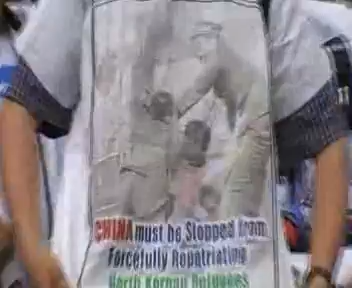 CHINA must be Stopped from
Forcefully Repatriating
North Korean Refugees